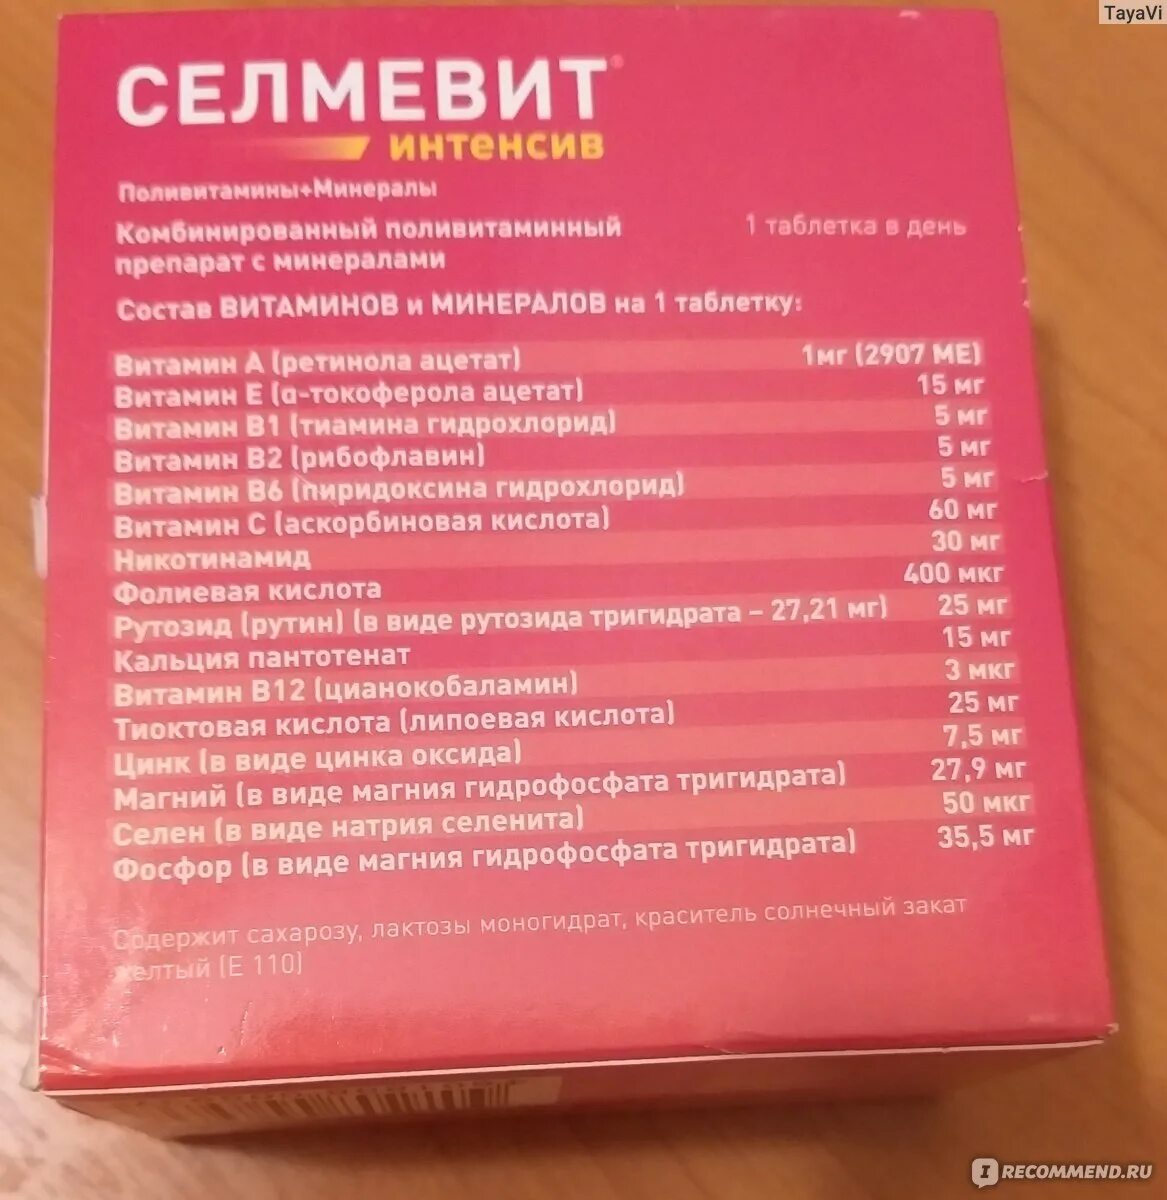 TayaVi
СЕЛМЕВИТ®
ИНТЕНСИВ
Поливитамины+Минералы
Комбинированный поливитаминный 1 таблетка в день
препарат с минералами
Состав ВИТАМИНОВ и МИНЕРАЛОВ на 1 таблетку:
Витамин А (ретинола ацетат) 1мг (2907 МЕ)
Витамин Е (α-токоферола ацетат) 15 мг
Витамин В1 (тиамина гидрохлорид) 5 мг
Витамин В2 (рибофлавин) 5 мг
Витамин В6 (пиридоксина гидрохлорид) 5 мг
Витамин С (аскорбиновая кислота) 60 мг
Никотинамид 30 мг
Фолиевая кислота 400 мкг
Рутозид (рутин) (в виде рутозида тригидрата – 27,21 мг) 25 мг
Кальция пантотенат 15 мг
Витамин В12 (цианокобаламин) 3 мкг
Тиоктовая кислота (липоевая кислота) 25 мг
Цинк (в виде цинка оксида) 7,5 мг
Магний (в виде магния гидрофосфата тригидрата) 27,9 мг
Селен (в виде натрия селенита) 50 мкг
Фосфор (в виде магния гидрофосфата тригидрата) 35,5 мг
Содержит сахарозу, лактозы моногидрат, краситель солнечный закат
желтый (Е 110)
IRECOMMEND.RU